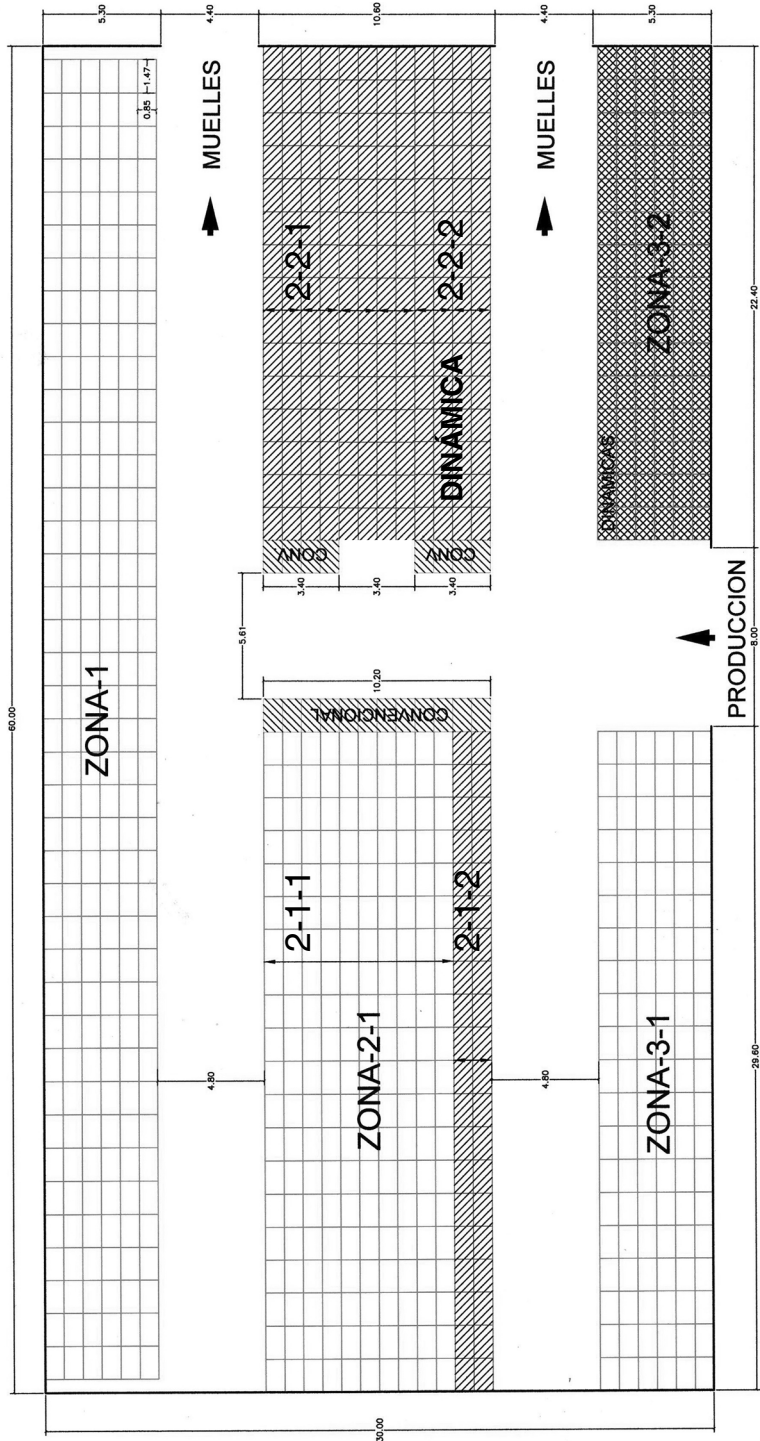 60.00
5.30
4.40
10.60
4.40
5.30
30.00
ZONA-1
0.85
1.47
MUELLES
MUELLES
2-2-1
2-2-2
DINÁMICA
CONV.
CONV
3.40
3.40
3.40
5.61
10.20
CONVENCIONAL
2-1-1
2-1-2
ZONA-2-1
4.80
4.80
ZONA-3-1
ZONA-3-2
DINAMICAS
PRODUCCION
29.60
8.00
22.40